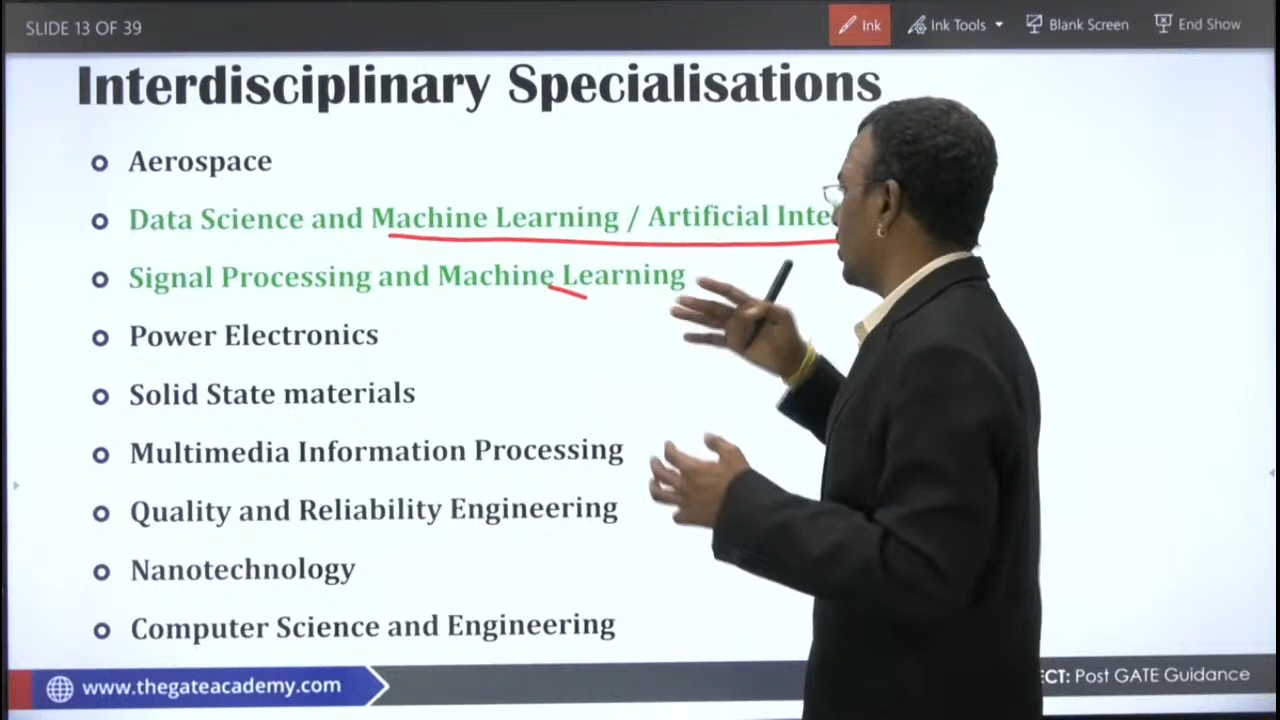 SLIDE 13 OF 39
Ink
Ink Tools
Blank Screen
End Show
Interdisciplinary Specialisations
Aerospace
Data Science and Machine Learning / Artificial
Signal Processing and Machine Learning
Power Electronics
Solid State materials
Multimedia Information Processing
Quality and Reliability Engineering
Nanotechnology
Computer Science and Engineering
www.thegateacademy.com
Post GATE Guidance